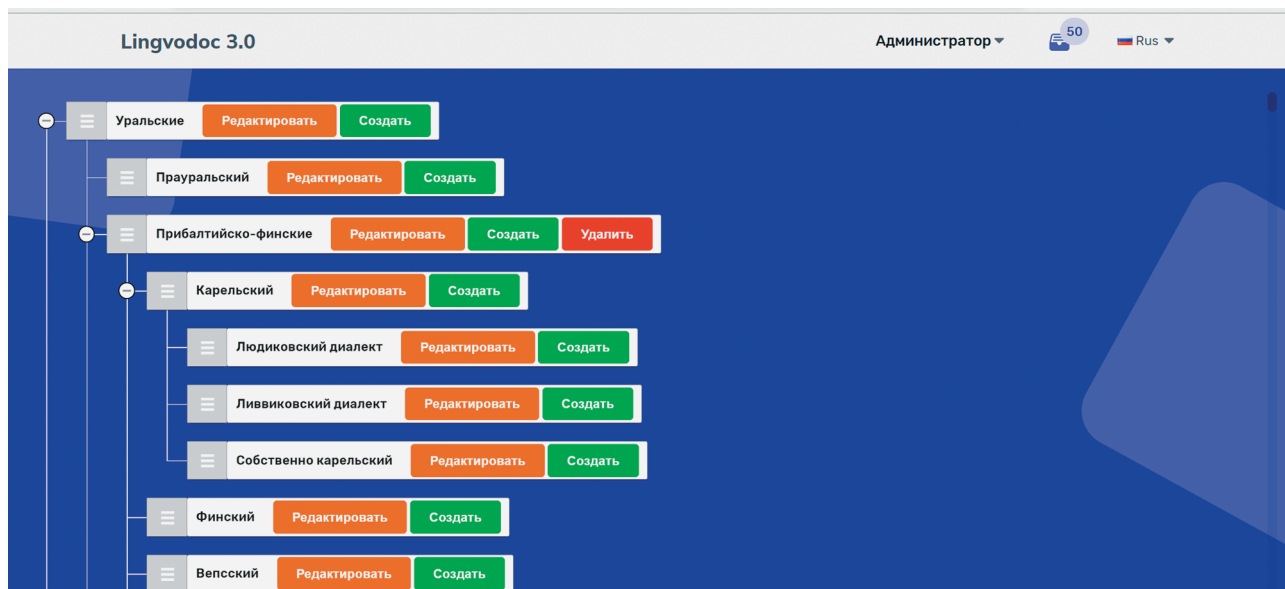 Lingvodoc 3.0 Администратор 50 Rus
Уральские Редактировать Создать
Прауральский Редактировать Создать
Прибалтийско-финские Редактировать Создать Удалить
Карельский Редактировать Создать
Людиковский диалект Редактировать Создать
Ливвиковский диалект Редактировать Создать
Собственно карельский Редактировать Создать
Финский Редактировать Создать
Вепсский Редактировать Создать